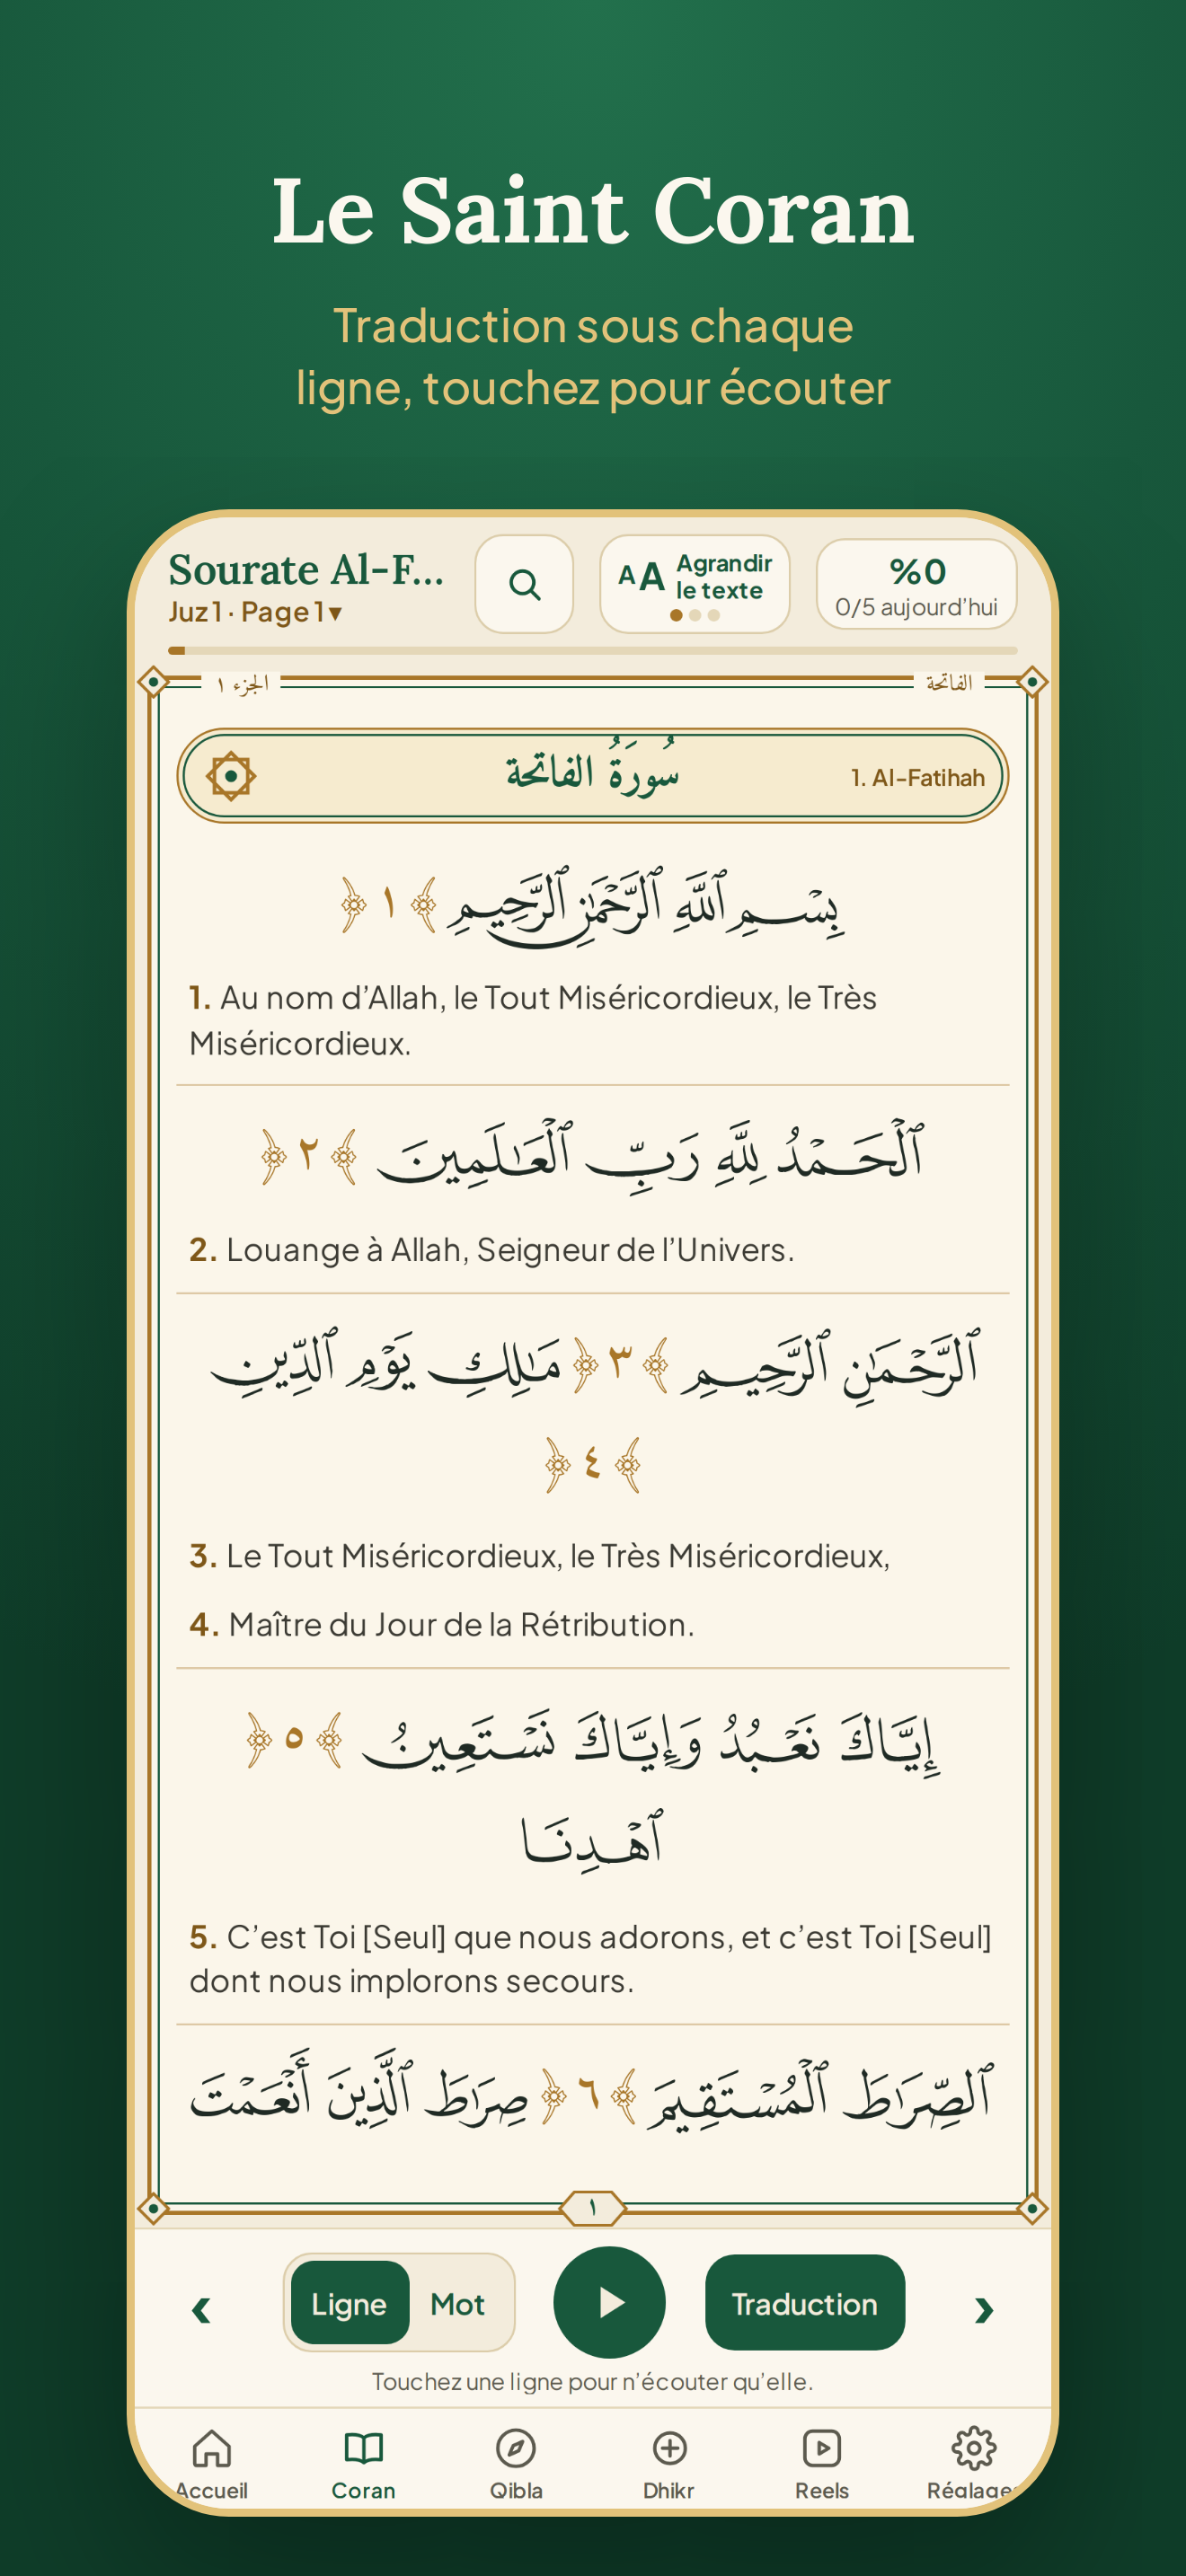 Le Saint Coran
Traduction sous chaque
ligne, touchez pour écouter
Sourate Al-F...
Juz 1 · Page 1 ▾
AA Agrandir
le texte
%0
0/5 aujourd’hui
الفاتحة
الجزء ١
سُورَةُ الفاتحة
1. Al-Fatihah
بِسْمِ ٱللَّهِ ٱلرَّحْمَٰنِ ٱلرَّحِيمِ ﴿١﴾
1. Au nom d’Allah, le Tout Miséricordieux, le Très
Miséricordieux.
ٱلْحَمْدُ لِلَّهِ رَبِّ ٱلْعَٰلَمِينَ ﴿٢﴾
2. Louange à Allah, Seigneur de l’Univers.
ٱلرَّحْمَٰنِ ٱلرَّحِيمِ ﴿٣﴾ مَٰلِكِ يَوْمِ ٱلدِّينِ
﴿٤﴾
3. Le Tout Miséricordieux, le Très Miséricordieux,
4. Maître du Jour de la Rétribution.
إِيَّاكَ نَعْبُدُ وَإِيَّاكَ نَسْتَعِينُ ﴿٥﴾
ٱهْدِنَا
5. C’est Toi [Seul] que nous adorons, et c’est Toi [Seul]
dont nous implorons secours.
ٱلصِّرَٰطَ ٱلْمُسْتَقِيمَ ﴿٦﴾ صِرَٰطَ ٱلَّذِينَ أَنْعَمْتَ
١
‹ Ligne Mot Traduction ›
Touchez une ligne pour n’écouter qu’elle.
Accueil Coran Qibla Dhikr Reels Réglages